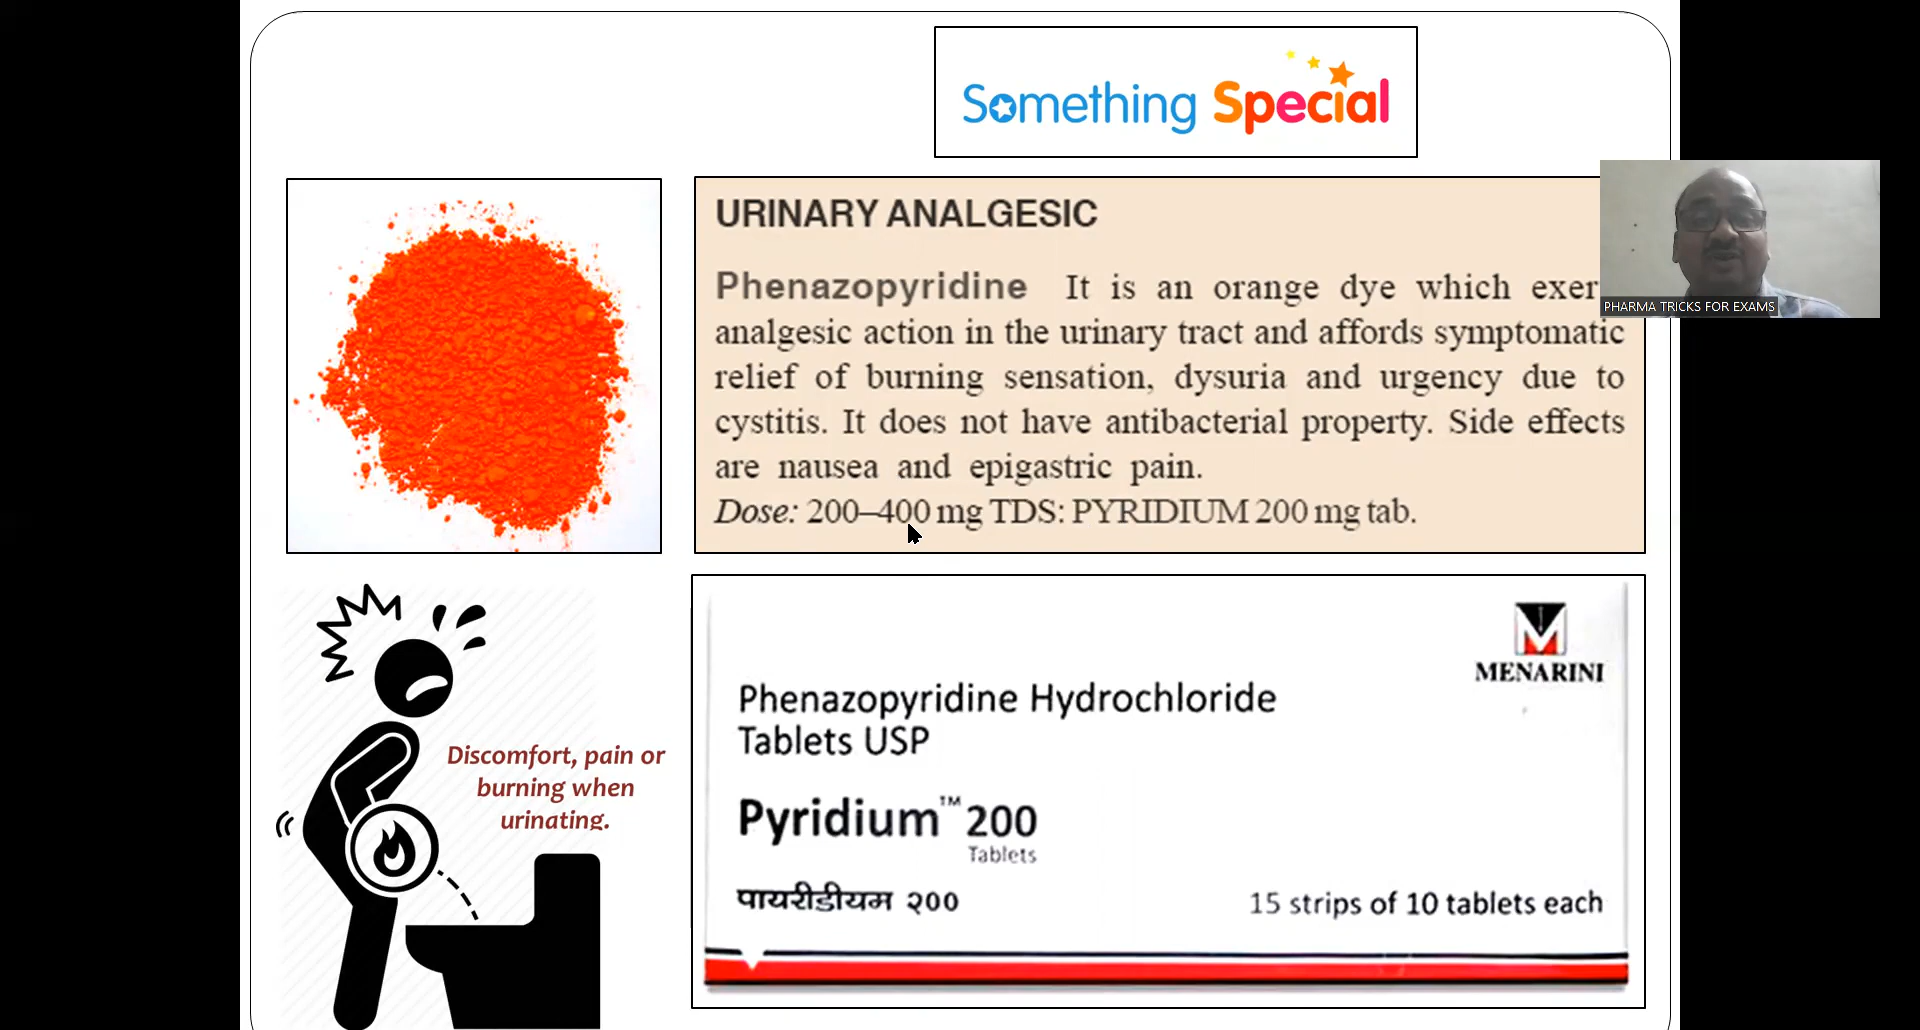 Something Special
URINARY ANALGESIC
Phenazopyridine It is an orange dye which exer
analgesic action in the urinary tract and affords symptomatic
relief of burning sensation, dysuria and urgency due to
cystitis. It does not have antibacterial property. Side effects
are nausea and epigastric pain.
Dose: 200–400 mg TDS: PYRIDIUM 200 mg tab.
PHARMA TRICKS FOR EXAMS
Discomfort, pain or
burning when
urinating.
MENARINI
Phenazopyridine Hydrochloride
Tablets USP
Pyridium™ 200
Tablets
पायरीडीयम २००
15 strips of 10 tablets each